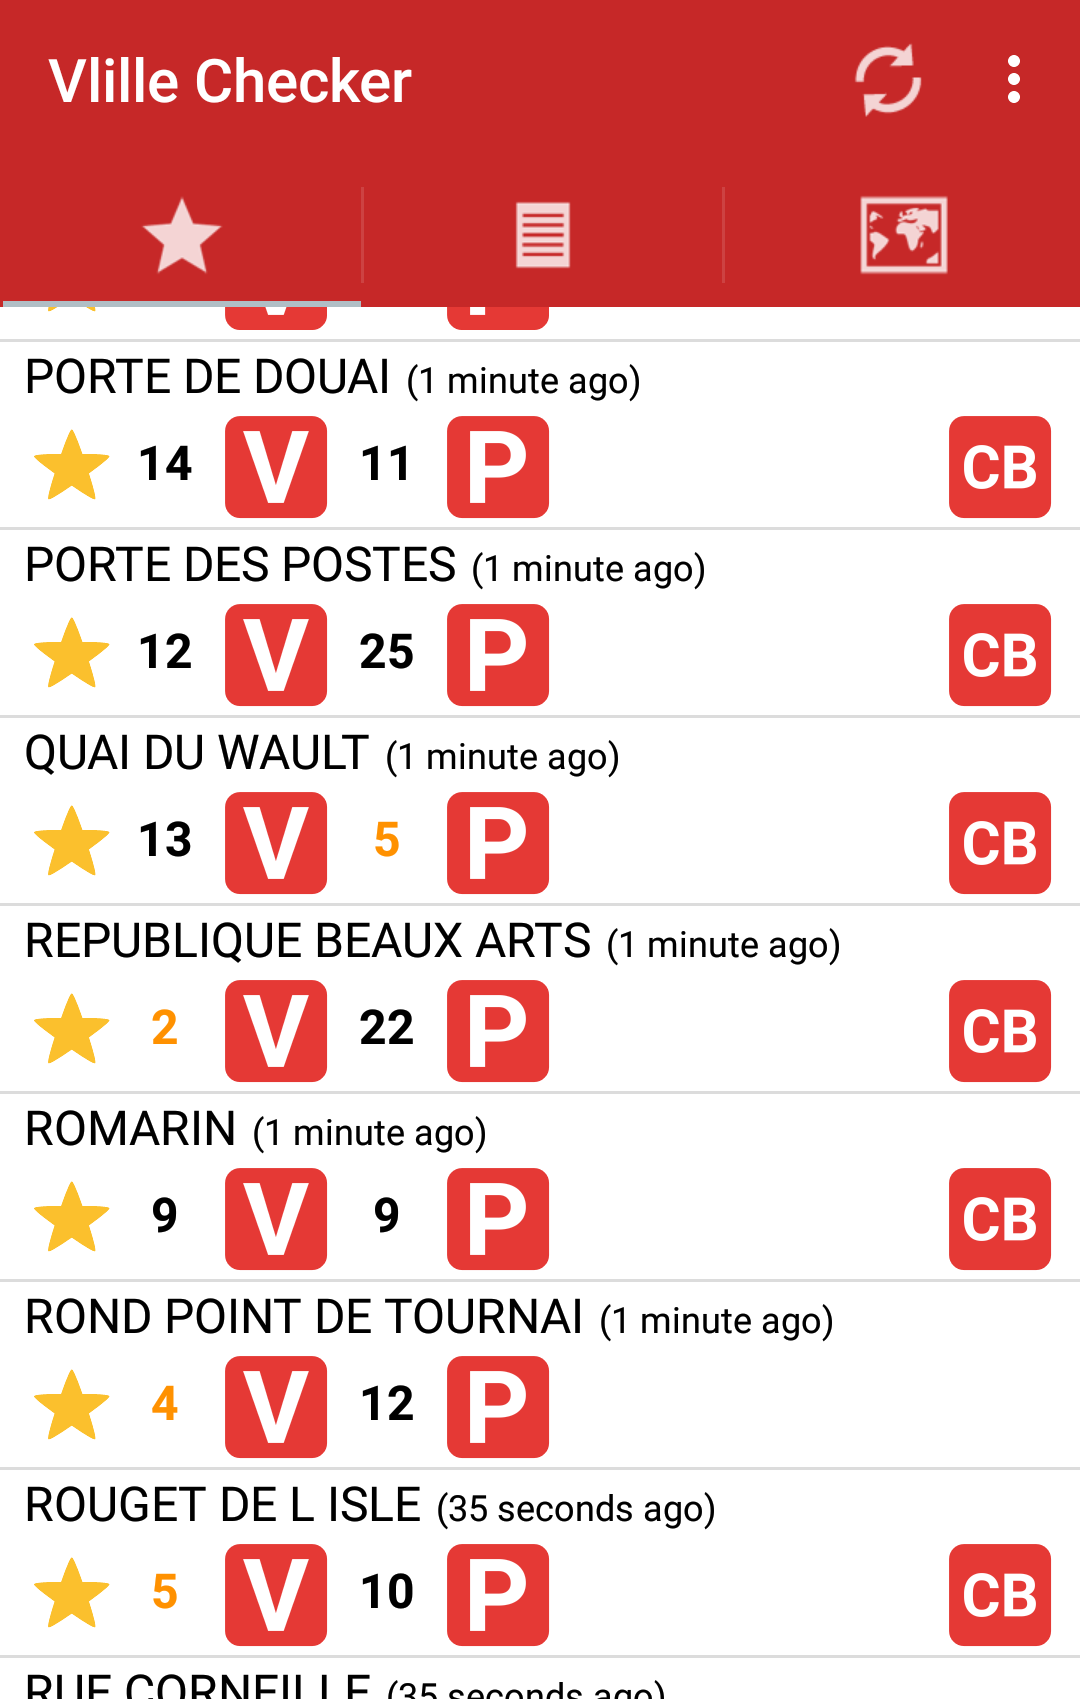 Vlille Checker
PORTE DE DOUAI (1 minute ago)
14 V 11 P CB
PORTE DES POSTES (1 minute ago)
12 V 25 P CB
QUAI DU WAULT (1 minute ago)
13 V 5 P CB
REPUBLIQUE BEAUX ARTS (1 minute ago)
2 V 22 P CB
ROMARIN (1 minute ago)
9 V 9 P CB
ROND POINT DE TOURNAI (1 minute ago)
4 V 12 P
ROUGET DE L ISLE (35 seconds ago)
5 V 10 P CB
RUE CORNEILLE (35 seconds ago)